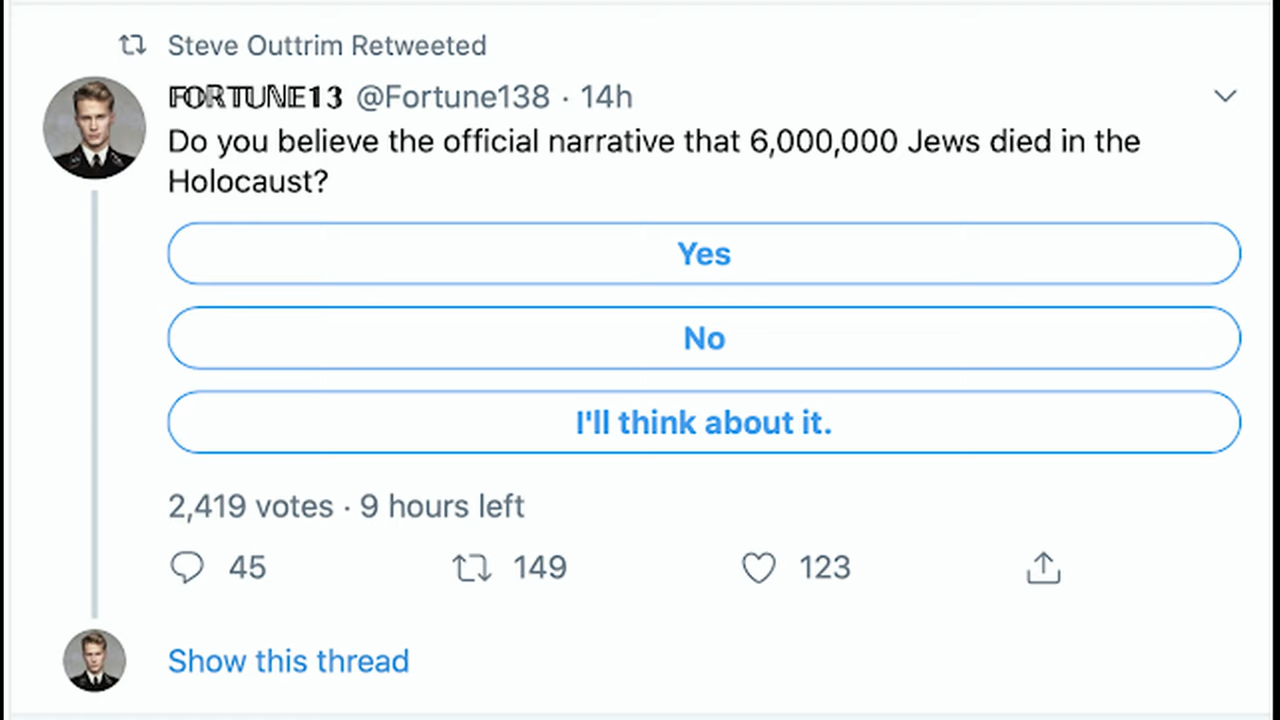 Steve Outtrim Retweeted
𝔽𝕆ℝ𝕋𝕌ℕ𝔼𝟏𝟑 @Fortune138 · 14h
Do you believe the official narrative that 6,000,000 Jews died in the
Holocaust?
Yes
No
I'll think about it.
2,419 votes · 9 hours left
45 149 123
Show this thread